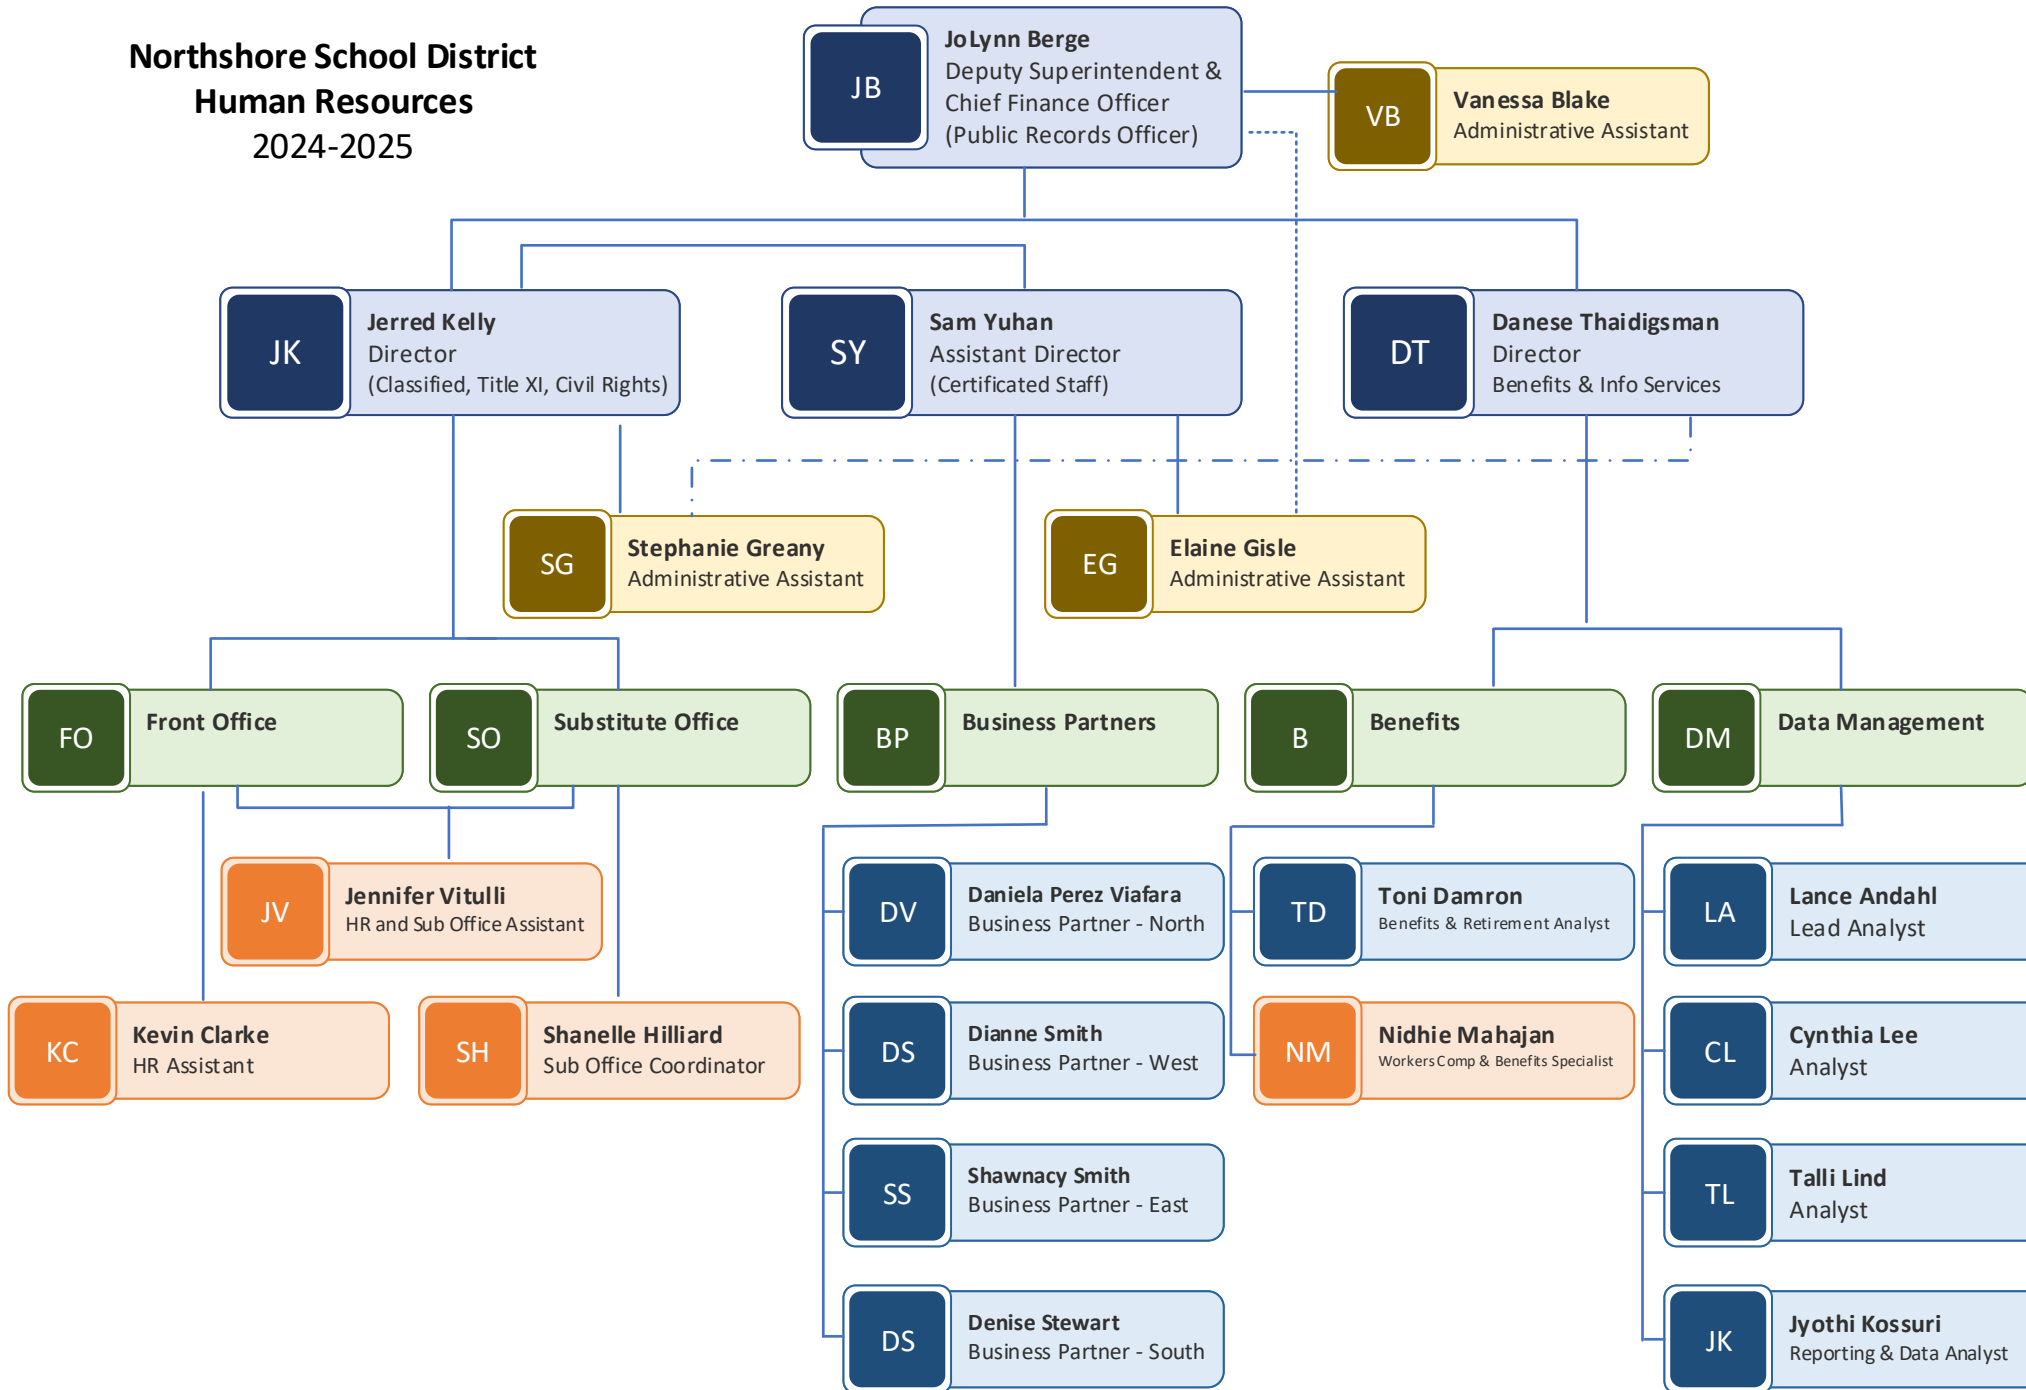 Northshore School District
Human Resources
2024-2025
JB
JoLynn Berge
Deputy Superintendent &
Chief Finance Officer
(Public Records Officer)
VB
Vanessa Blake
Administrative Assistant
JK
Jerred Kelly
Director
(Classified, Title XI, Civil Rights)
SY
Sam Yuhan
Assistant Director
(Certificated Staff)
DT
Danese Thaidigsman
Director
Benefits & Info Services
SG
Stephanie Greany
Administrative Assistant
EG
Elaine Gisle
Administrative Assistant
FO
Front Office
SO
Substitute Office
BP
Business Partners
B
Benefits
DM
Data Management
JV
Jennifer Vitulli
HR and Sub Office Assistant
DV
Daniela Perez Viafara
Business Partner - North
TD
Toni Damron
Benefits & Retirement Analyst
LA
Lance Andahl
Lead Analyst
KC
Kevin Clarke
HR Assistant
SH
Shanelle Hilliard
Sub Office Coordinator
DS
Dianne Smith
Business Partner - West
NM
Nidhie Mahajan
Workers Comp & Benefits Specialist
CL
Cynthia Lee
Analyst
SS
Shawnacy Smith
Business Partner - East
TL
Talli Lind
Analyst
DS
Denise Stewart
Business Partner - South
JK
Jyothi Kossuri
Reporting & Data Analyst